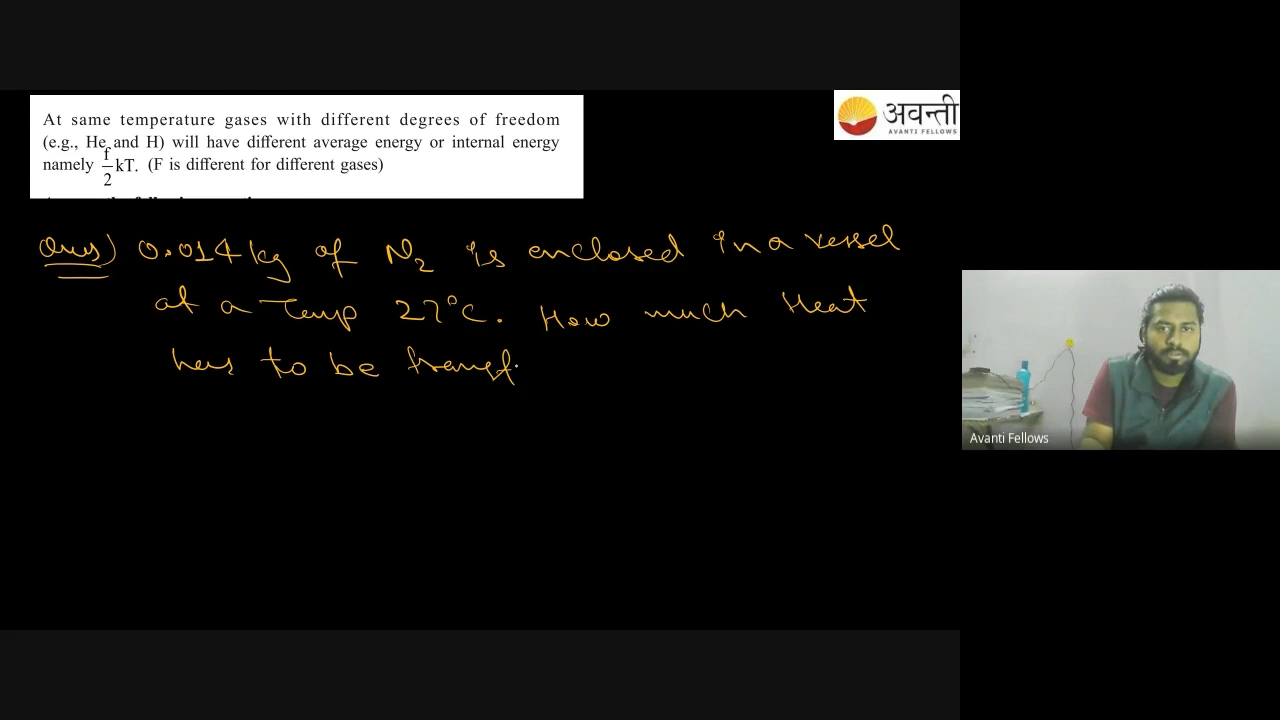 At same temperature gases with different degrees of freedom
(e.g., He and H) will have different average energy or internal energy
namely f/2 kT. (F is different for different gases)
अवन्ती
AVANTI FELLOWS
Ques) 0.014 kg of N2 is enclosed in a vessel
at a Temp 27°C. How much Heat
has to be transf
Avanti Fellows